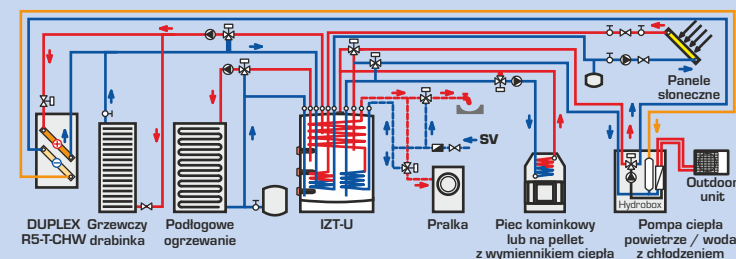 Panele
słoneczne
SV
Outdoor
unit
Hydrobox
DUPLEX
R5-T-CHW
Grzewczy
drabinka
Podłogowe
ogrzewanie
IZT-U
Pralka
Piec kominkowy
lub na pellet
z wymiennikiem ciepła
Pompa ciepła
powietrze / woda
z chłodzeniem